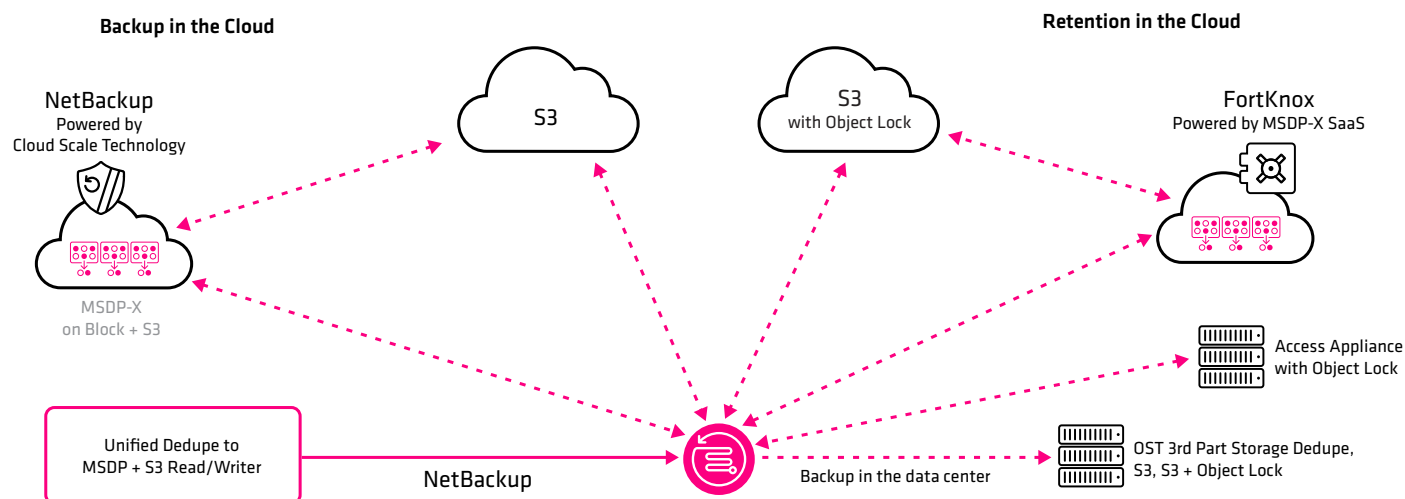 Backup in the Cloud
Retention in the Cloud
NetBackup
Powered by
Cloud Scale Technology
S3
S3
with Object Lock
FortKnox
Powered by MSDP-X SaaS
MSDP-X
on Block + S3
Access Appliance
with Object Lock
Unified Dedupe to
MSDP + S3 Read/Writer
NetBackup
Backup in the data center
OST 3rd Part Storage Dedupe,
S3, S3 + Object Lock